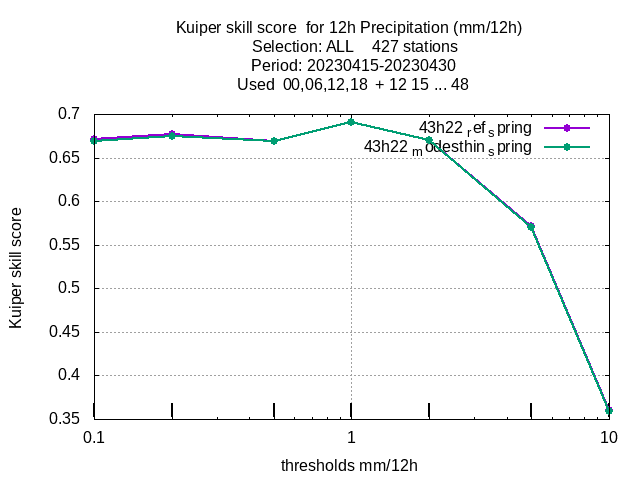 Kuiper skill score  for 12h Precipitation (mm/12h)
Selection: ALL    427 stations
Period: 20230415-20230430
Used  00,06,12,18  + 12 15 ... 48
0.7
43h22 ref spring
0.65
43h22 modesthin spring
0.6
0.55
0.5
0.45
0.4
0.35
0.1
1
10
Kuiper skill score
thresholds mm/12h